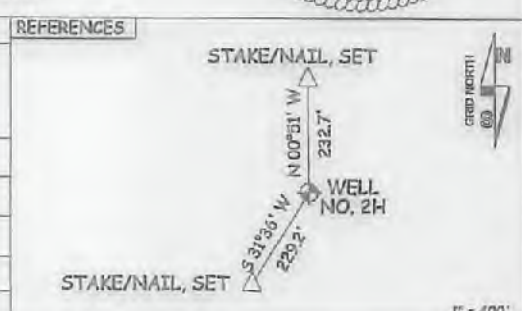 REFERENCES
STAKE/NAIL, SET
N
GRID NORTH
N 00°51' W
232.7'
WELL
NO. 2H
S 31°36' W
229.2'
STAKE/NAIL, SET